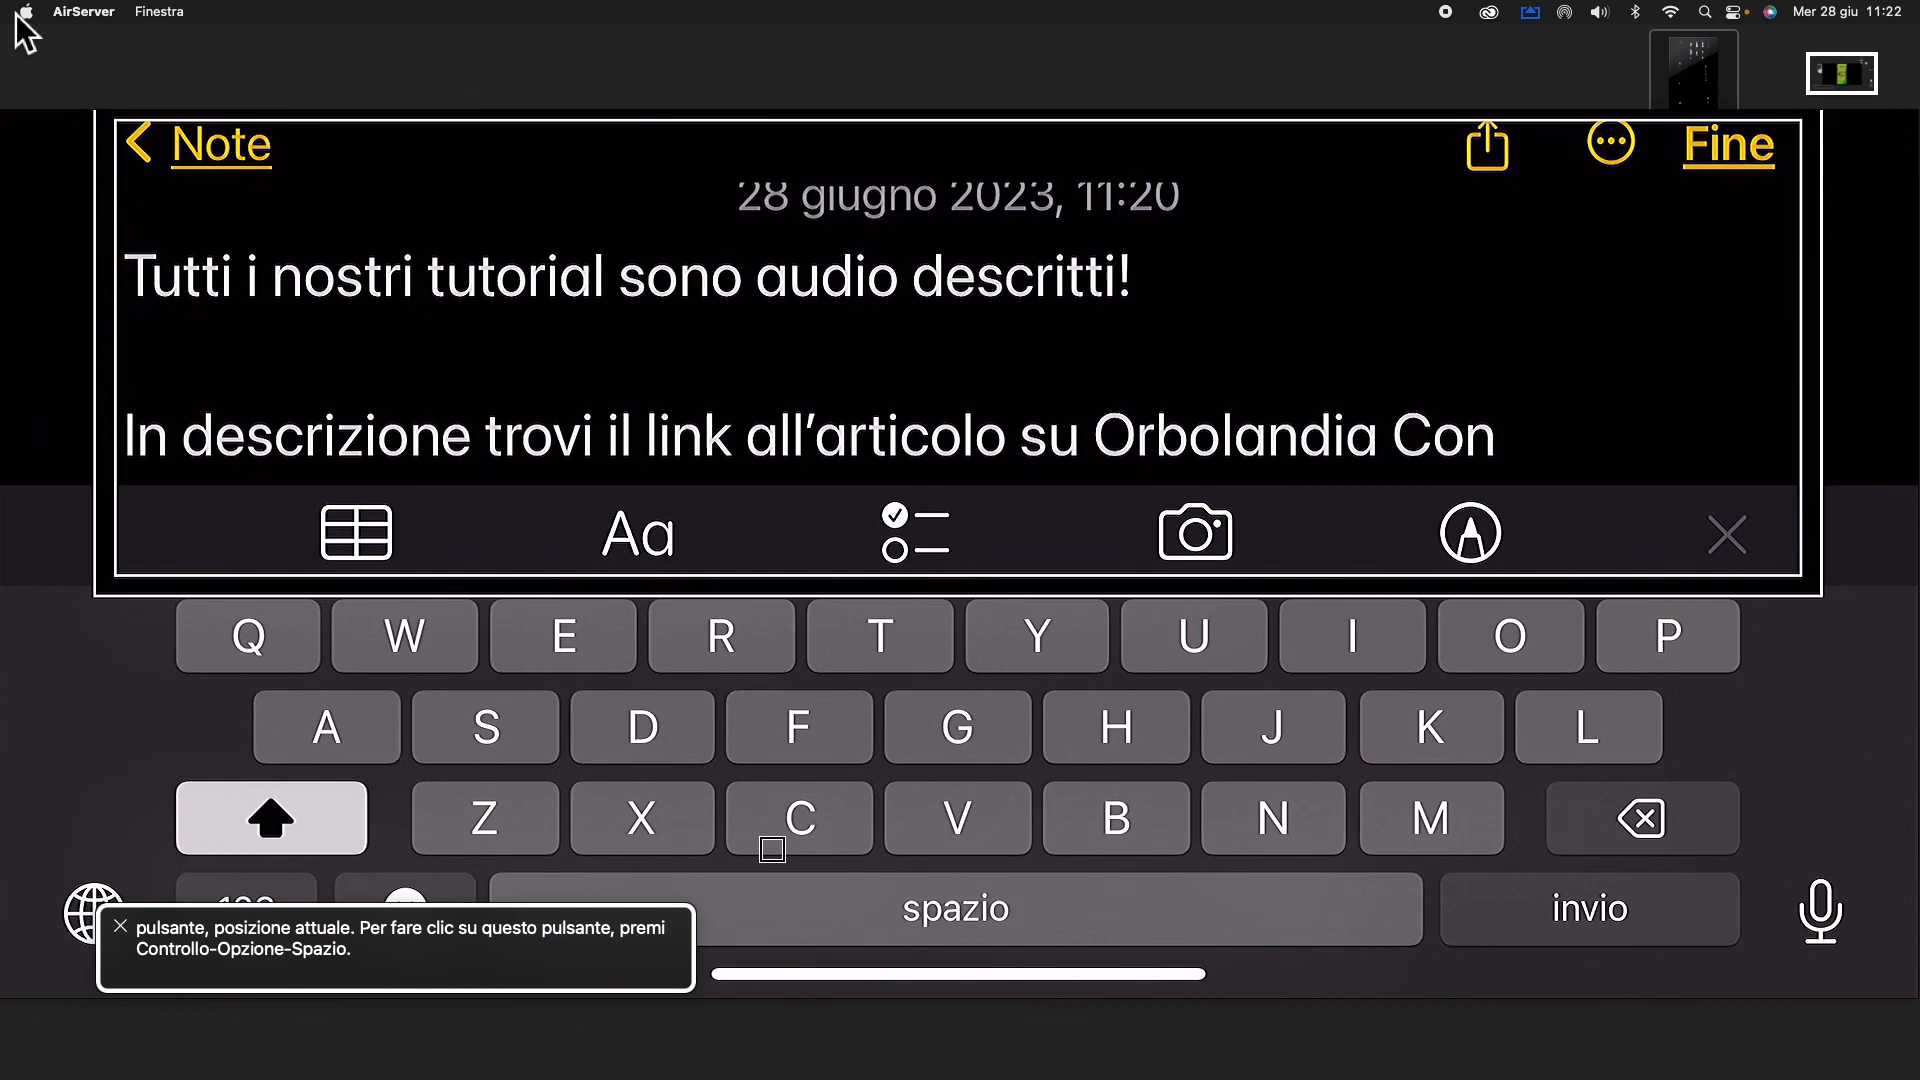 AirServer Finestra Mer 28 giu 11:22
Note Fine
28 giugno 2023, 11:20
Tutti i nostri tutorial sono audio descritti!
In descrizione trovi il link all’articolo su Orbolandia Con
Aa
Q W E R T Y U I O P
A S D F G H J K L
Z X C V B N M
spazio invio
pulsante, posizione attuale. Per fare clic su questo pulsante, premi
Controllo-Opzione-Spazio.